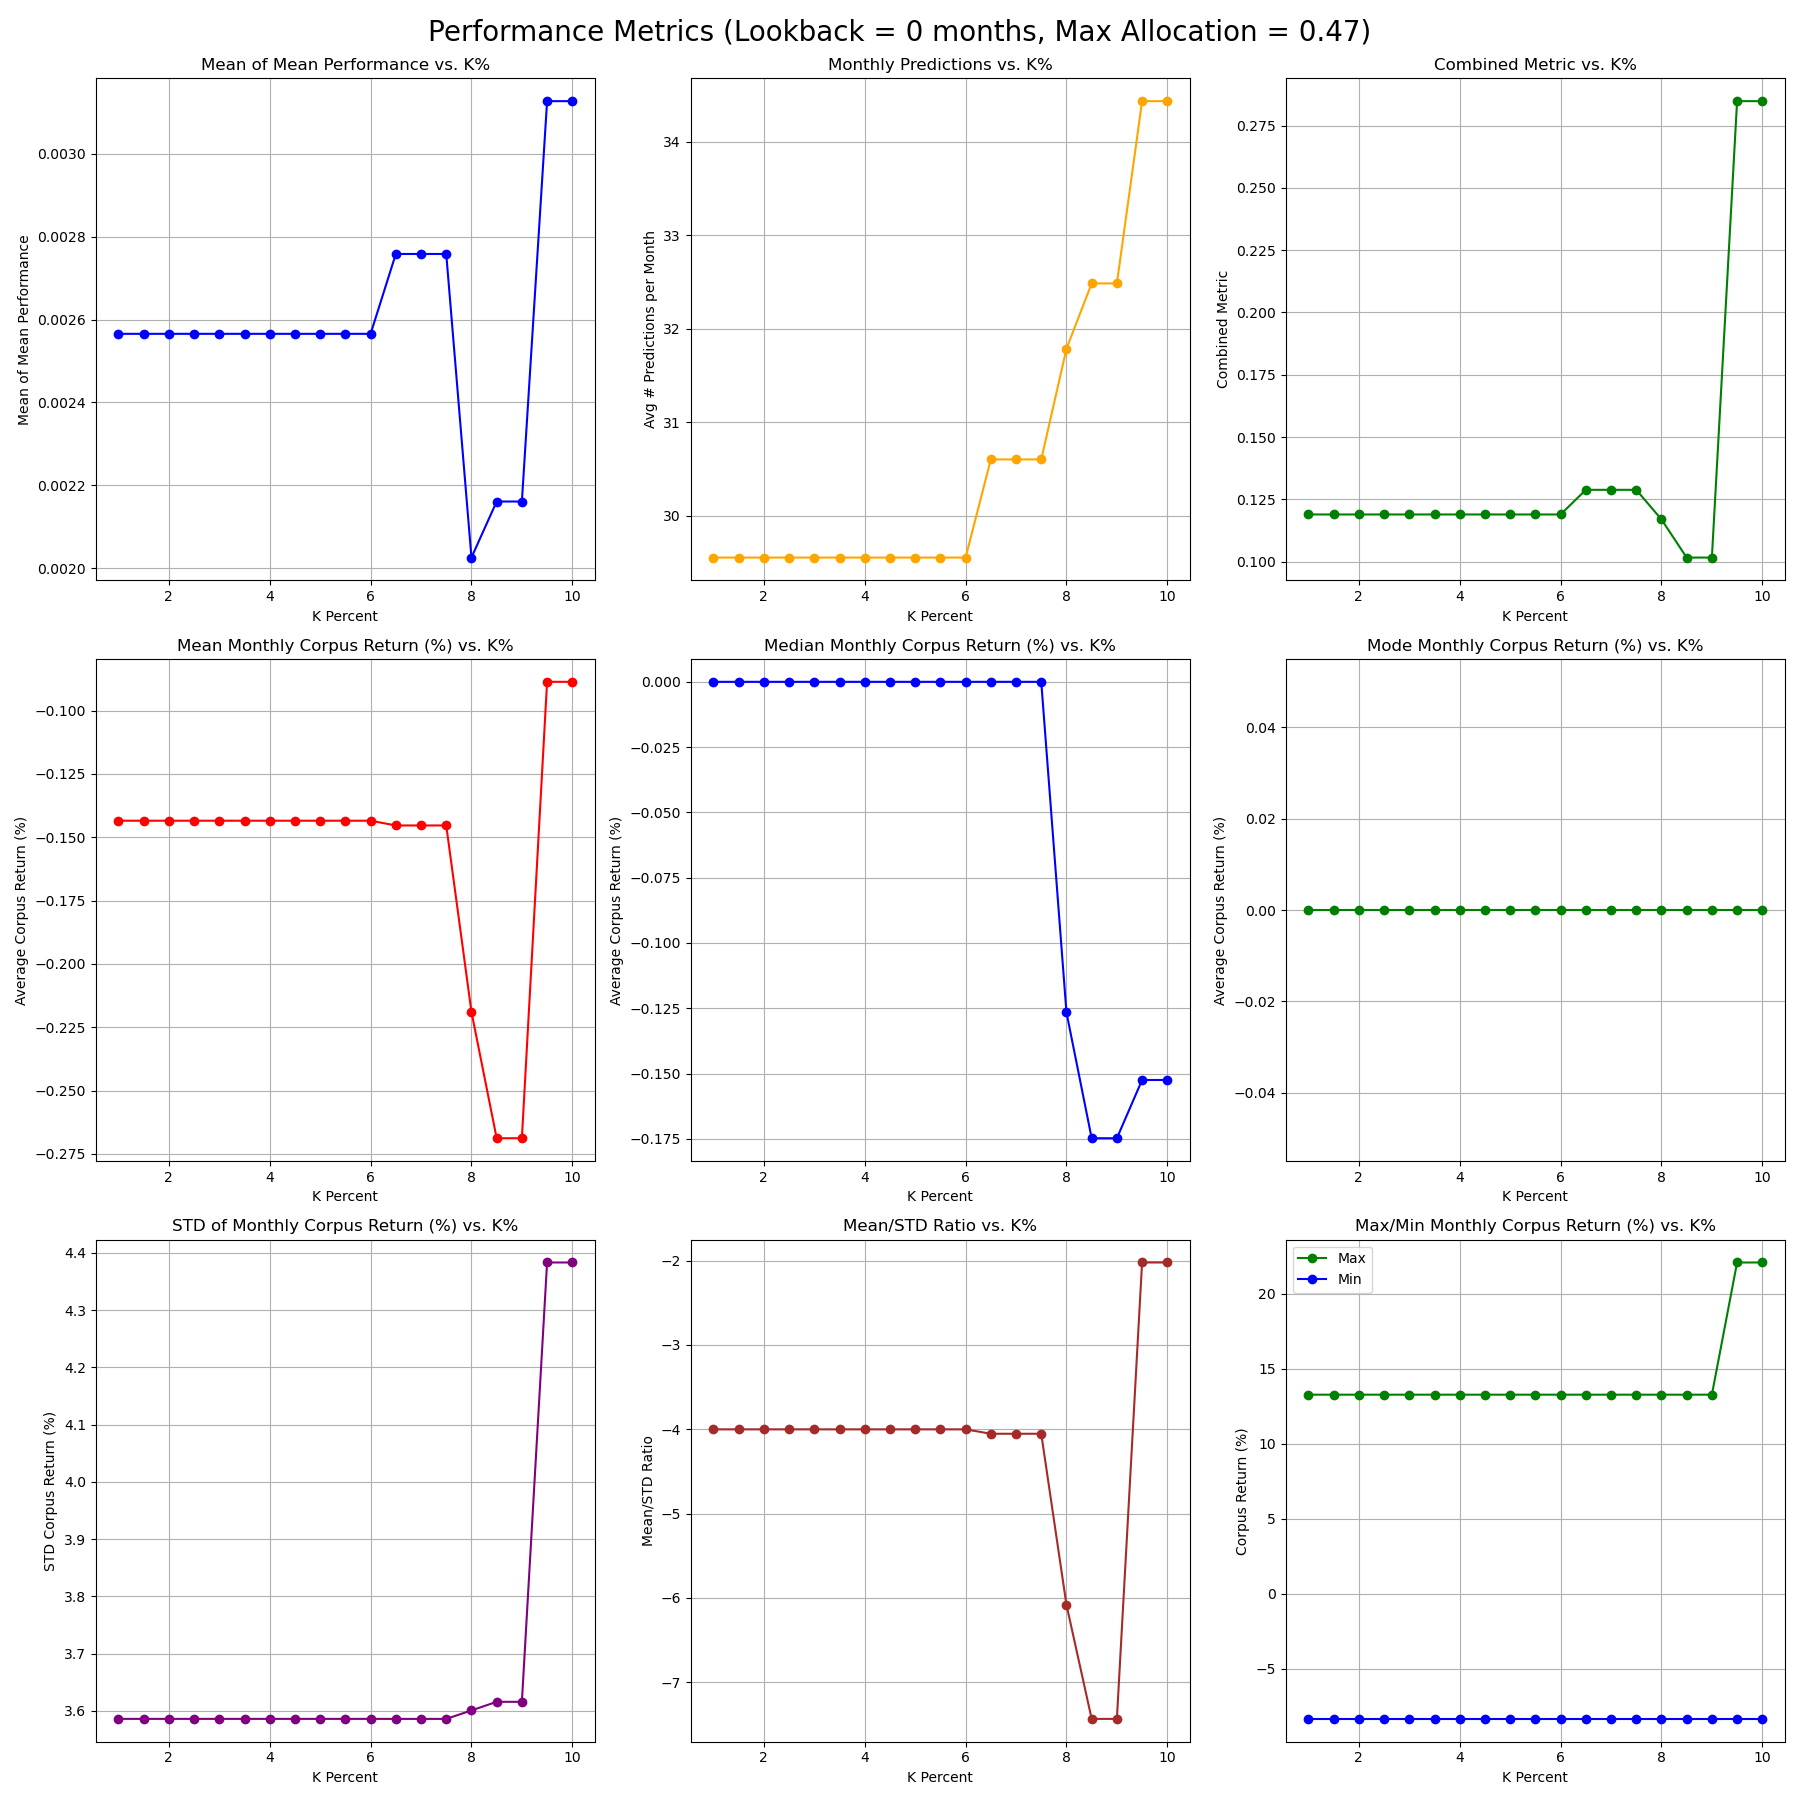 Performance Metrics (Lookback = 0 months, Max Allocation = 0.47)
Mean of Mean Performance vs. K%
Mean of Mean Performance
0.0030
0.0028
0.0026
0.0024
0.0022
0.0020
2 4 6 8 10
K Percent
Monthly Predictions vs. K%
Avg # Predictions per Month
34
33
32
31
30
2 4 6 8 10
K Percent
Combined Metric vs. K%
Combined Metric
0.275
0.250
0.225
0.200
0.175
0.150
0.125
0.100
2 4 6 8 10
K Percent
Mean Monthly Corpus Return (%) vs. K%
Average Corpus Return (%)
−0.100
−0.125
−0.150
−0.175
−0.200
−0.225
−0.250
−0.275
2 4 6 8 10
K Percent
Median Monthly Corpus Return (%) vs. K%
Average Corpus Return (%)
0.000
−0.025
−0.050
−0.075
−0.100
−0.125
−0.150
−0.175
2 4 6 8 10
K Percent
Mode Monthly Corpus Return (%) vs. K%
Average Corpus Return (%)
0.04
0.02
0.00
−0.02
−0.04
2 4 6 8 10
K Percent
STD of Monthly Corpus Return (%) vs. K%
STD Corpus Return (%)
4.4
4.3
4.2
4.1
4.0
3.9
3.8
3.7
3.6
2 4 6 8 10
K Percent
Mean/STD Ratio vs. K%
Mean/STD Ratio
−2
−3
−4
−5
−6
−7
2 4 6 8 10
K Percent
Max/Min Monthly Corpus Return (%) vs. K%
Max
Min
Corpus Return (%)
20
15
10
5
0
−5
2 4 6 8 10
K Percent